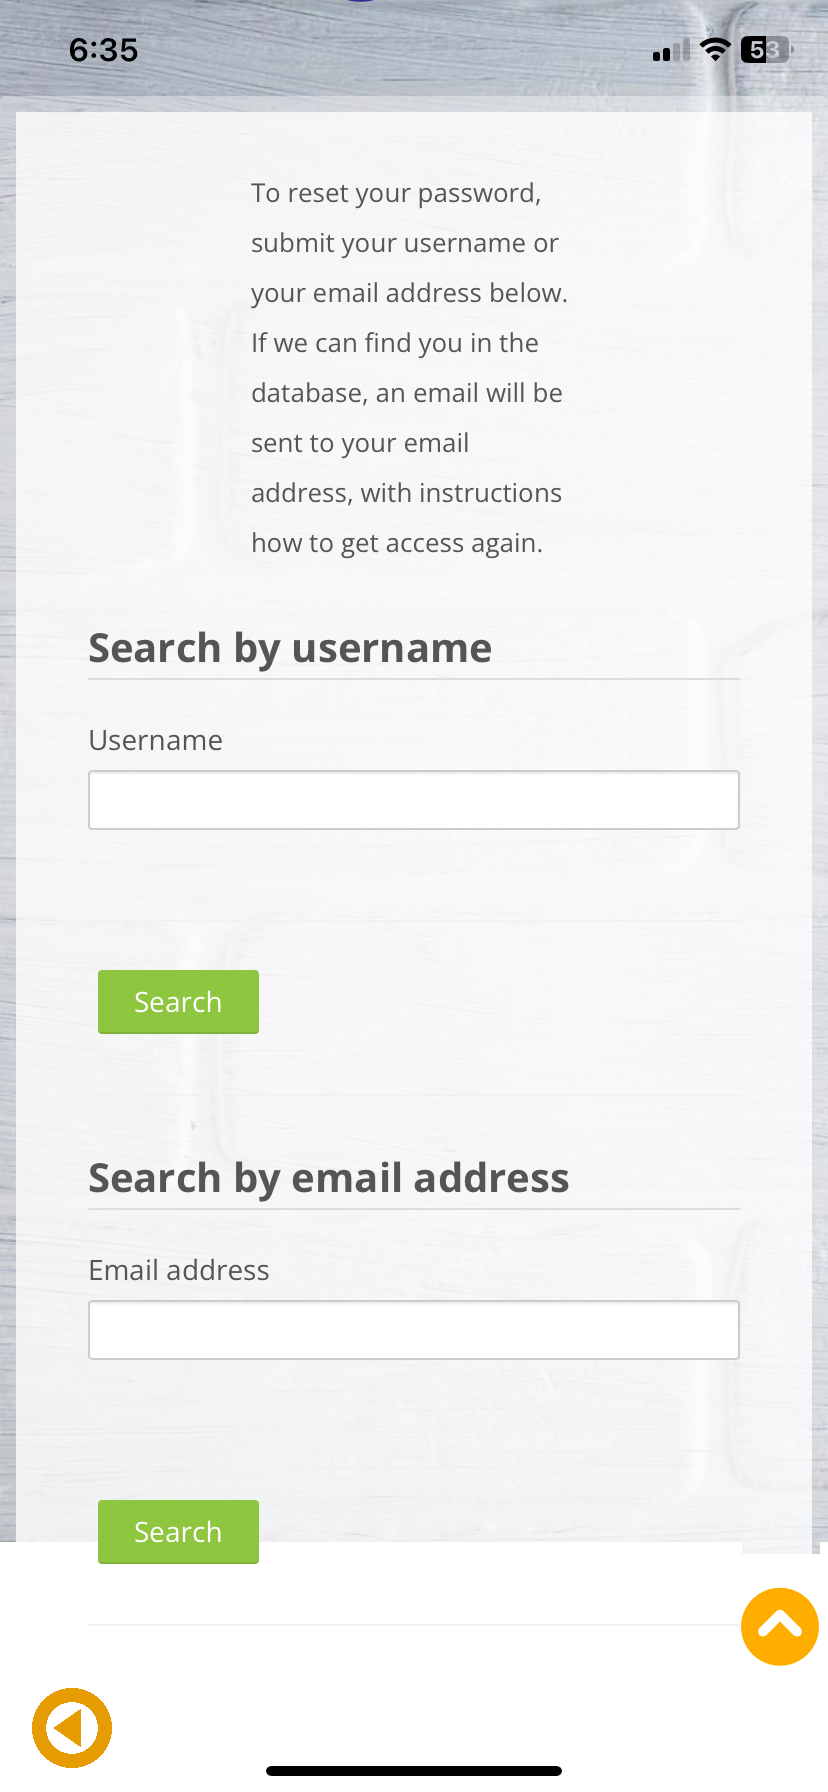 6:35
53
To reset your password,
submit your username or
your email address below.
If we can find you in the
database, an email will be
sent to your email
address, with instructions
how to get access again.
Search by username
Username
Search
Search by email address
Email address
Search